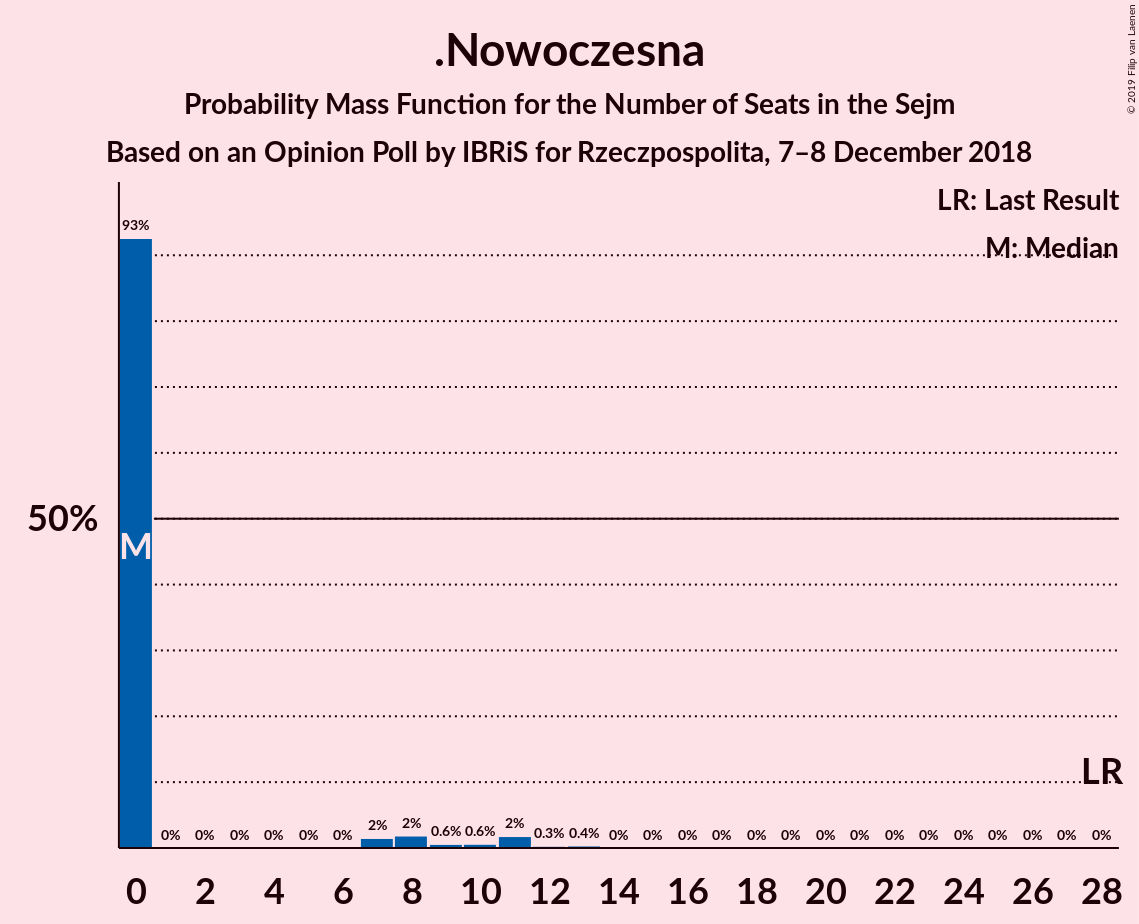 .Nowoczesna
Probability Mass Function for the Number of Seats in the Sejm
Based on an Opinion Poll by IBRiS for Rzeczpospolita, 7–8 December 2018
© 2019 Filip van Laenen
LR: Last Result
M: Median
93%
50%
M
LR
0% 0% 0% 0% 0% 0% 2% 2% 0.6% 0.6% 2% 0.3% 0.4% 0% 0% 0% 0% 0% 0% 0% 0% 0% 0% 0% 0% 0% 0% 0%
0 2 4 6 8 10 12 14 16 18 20 22 24 26 28